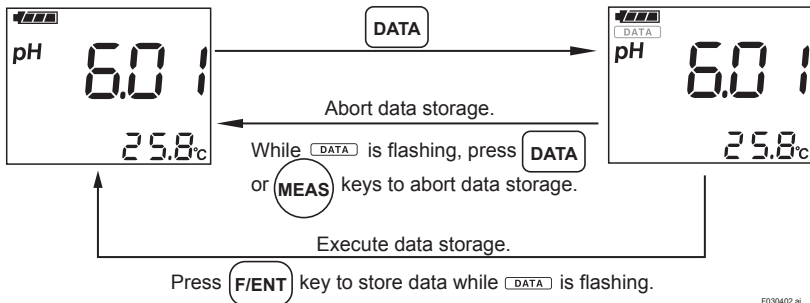 DATA
DATA
pH 6.01
25.8°C
pH 6.01
25.8°C
Abort data storage.
While DATA is flashing, press DATA
or MEAS keys to abort data storage.
Execute data storage.
Press F/ENT key to store data while DATA is flashing.
F030402.ai